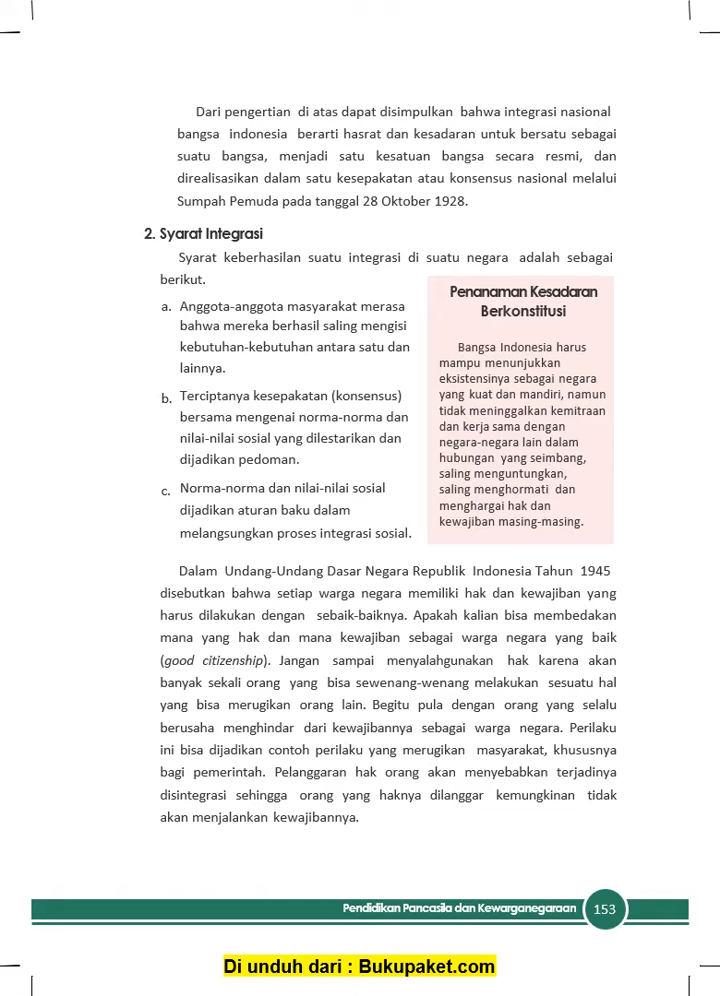 Dari pengertian di atas dapat disimpulkan bahwa integrasi nasional
bangsa indonesia berarti hasrat dan kesadaran untuk bersatu sebagai
suatu bangsa, menjadi satu kesatuan bangsa secara resmi, dan
direalisasikan dalam satu kesepakatan atau konsensus nasional melalui
Sumpah Pemuda pada tanggal 28 Oktober 1928.
2. Syarat Integrasi
Syarat keberhasilan suatu integrasi di suatu negara adalah sebagai
berikut.
a. Anggota-anggota masyarakat merasa
bahwa mereka berhasil saling mengisi
kebutuhan-kebutuhan antara satu dan
lainnya.
b. Terciptanya kesepakatan (konsensus)
bersama mengenai norma-norma dan
nilai-nilai sosial yang dilestarikan dan
dijadikan pedoman.
c. Norma-norma dan nilai-nilai sosial
dijadikan aturan baku dalam
melangsungkan proses integrasi sosial.
Penanaman Kesadaran
Berkonstitusi
Bangsa Indonesia harus
mampu menunjukkan
eksistensinya sebagai negara
yang kuat dan mandiri, namun
tidak meninggalkan kemitraan
dan kerja sama dengan
negara-negara lain dalam
hubungan yang seimbang,
saling menguntungkan,
saling menghormati dan
menghargai hak dan
kewajiban masing-masing.
Dalam Undang-Undang Dasar Negara Republik Indonesia Tahun 1945
disebutkan bahwa setiap warga negara memiliki hak dan kewajiban yang
harus dilakukan dengan sebaik-baiknya. Apakah kalian bisa membedakan
mana yang hak dan mana kewajiban sebagai warga negara yang baik
(good citizenship). Jangan sampai menyalahgunakan hak karena akan
banyak sekali orang yang bisa sewenang-wenang melakukan sesuatu hal
yang bisa merugikan orang lain. Begitu pula dengan orang yang selalu
berusaha menghindar dari kewajibannya sebagai warga negara. Perilaku
ini bisa dijadikan contoh perilaku yang merugikan masyarakat, khususnya
bagi pemerintah. Pelanggaran hak orang akan menyebabkan terjadinya
disintegrasi sehingga orang yang haknya dilanggar kemungkinan tidak
akan menjalankan kewajibannya.
Pendidikan Pancasila dan Kewarganegaraan 153
Di unduh dari : Bukupaket.com